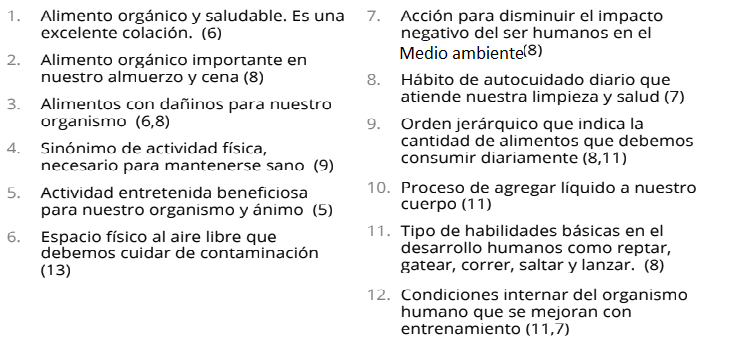 1. Alimento orgánico y saludable. Es una
excelente colación. (6)
2. Alimento orgánico importante en
nuestro almuerzo y cena (8)
3. Alimentos con dañinos para nuestro
organismo (6,8)
4. Sinónimo de actividad física,
necesario para mantenerse sano (9)
5. Actividad entretenida beneficiosa
para nuestro organismo y ánimo (5)
6. Espacio físico al aire libre que
debemos cuidar de contaminación
(13)
7. Acción para disminuir el impacto
negativo del ser humanos en el
Medio ambiente(8)
8. Hábito de autocuidado diario que
atiende nuestra limpieza y salud (7)
9. Orden jerárquico que indica la
cantidad de alimentos que debemos
consumir diariamente (8,11)
10. Proceso de agregar líquido a nuestro
cuerpo (11)
11. Tipo de habilidades básicas en el
desarrollo humanos como reptar,
gatear, correr, saltar y lanzar. (8)
12. Condiciones internar del organismo
humano que se mejoran con
entrenamiento (11,7)